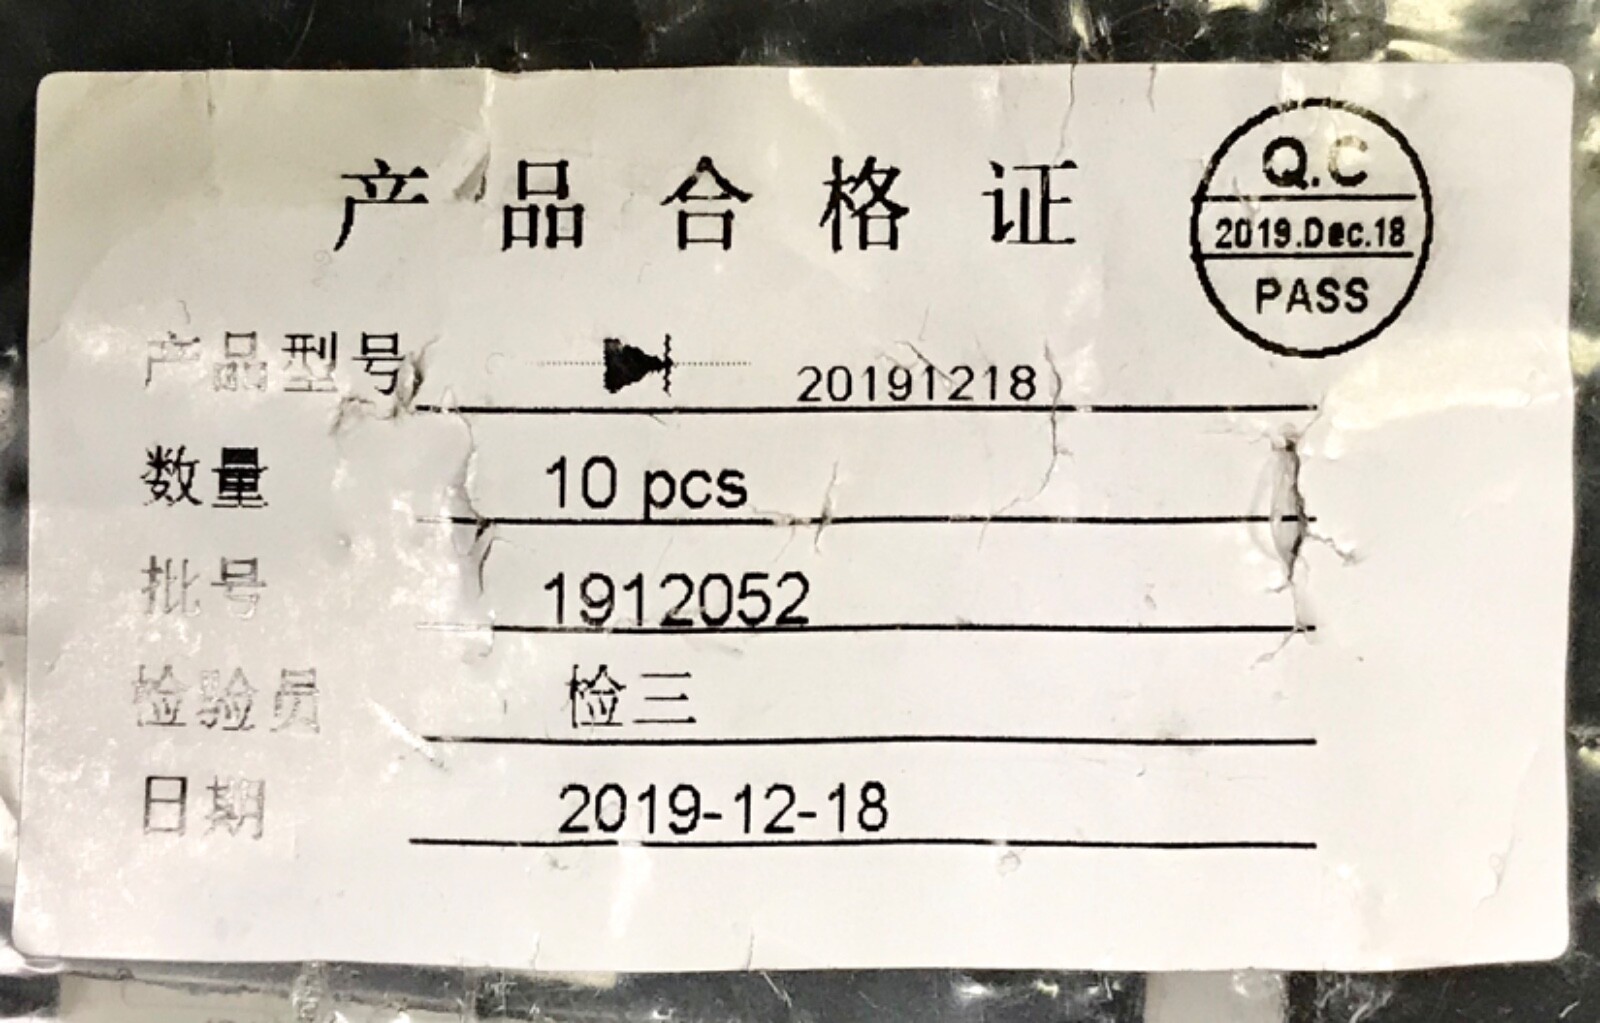 产品合格证
Q.C
2019.Dec.18
PASS
产品型号 20191218
数量 10 pcs
批号 1912052
检验员 检三
日期 2019-12-18